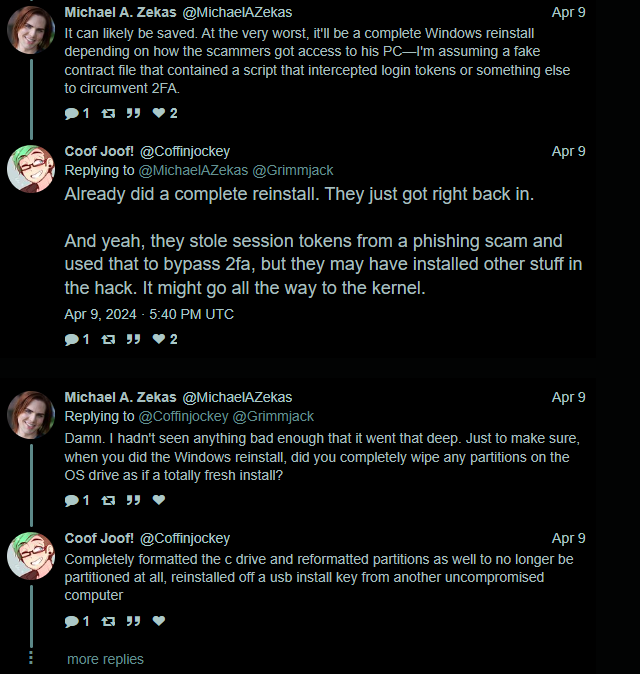 Michael A. Zekas @MichaelAZekas Apr 9
It can likely be saved. At the very worst, it'll be a complete Windows reinstall
depending on how the scammers got access to his PC—I'm assuming a fake
contract file that contained a script that intercepted login tokens or something else
to circumvent 2FA.
1 2
Coof Joof! @Coffinjockey Apr 9
Replying to @MichaelAZekas @Grimmjack
Already did a complete reinstall. They just got right back in.
And yeah, they stole session tokens from a phishing scam and
used that to bypass 2fa, but they may have installed other stuff in
the hack. It might go all the way to the kernel.
Apr 9, 2024 · 5:40 PM UTC
1 2
Michael A. Zekas @MichaelAZekas Apr 9
Replying to @Coffinjockey @Grimmjack
Damn. I hadn't seen anything bad enough that it went that deep. Just to make sure,
when you did the Windows reinstall, did you completely wipe any partitions on the
OS drive as if a totally fresh install?
1
Coof Joof! @Coffinjockey Apr 9
Completely formatted the c drive and reformatted partitions as well to no longer be
partitioned at all, reinstalled off a usb install key from another uncompromised
computer
1
more replies